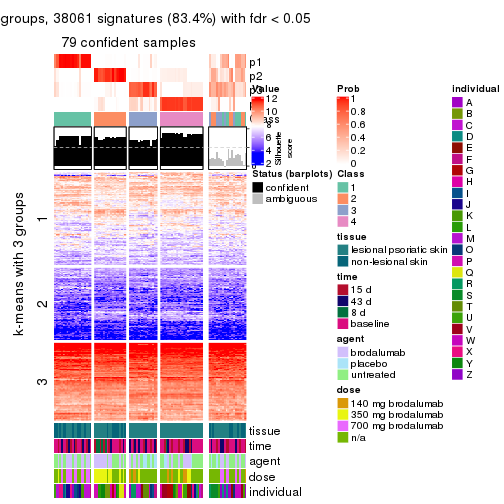 groups, 38061 signatures (83.4%) with fdr < 0.05
79 confident samples
p1
p2
p3
Class
1
2
3
k-means with 3 groups
Silhouette
score
tissue
time
agent
dose
individual
Value
12
10
8
6
4
2
Status (barplots)
confident
ambiguous
Prob
1
0.8
0.6
0.4
0.2
0
Class
1
2
3
4
tissue
lesional psoriatic skin
non-lesional skin
time
15 d
43 d
8 d
baseline
agent
brodalumab
placebo
untreated
dose
140 mg brodalumab
350 mg brodalumab
700 mg brodalumab
n/a
individual
A
B
C
D
E
F
G
H
I
J
K
L
M
O
P
Q
R
S
T
U
V
W
X
Y
Z